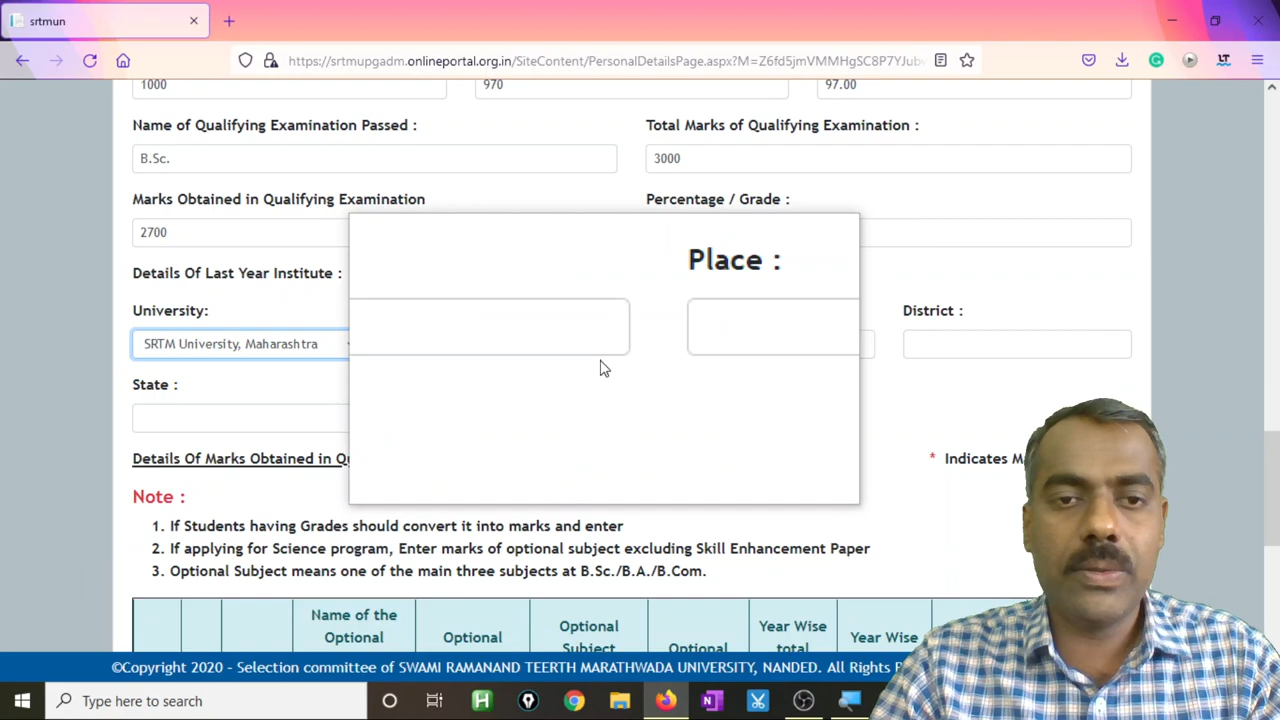 srtmun
https://srtmupgadm.onlineportal.org.in/SiteContent/PersonalDetailsPage.aspx?M=Z6fd5jmVMMHgSC8P7YJub
1000
970
97.00
Name of Qualifying Examination Passed :
Total Marks of Qualifying Examination :
B.Sc.
3000
Marks Obtained in Qualifying Examination
Percentage / Grade :
2700
Place :
Details Of Last Year Institute :
University:
District :
SRTM University, Maharashtra
State :
Details Of Marks Obtained in
* Indicates
Note :
1. If Students having Grades should convert it into marks and enter
2. If applying for Science program, Enter marks of optional subject excluding Skill Enhancement Paper
3. Optional Subject means one of the main three subjects at B.Sc./B.A./B.Com.
Name of the Optional
Optional
Optional Subject
Optional
Year Wise total
Year Wise
©Copyright 2020 - Selection committee of SWAMI RAMANAND TEERTH MARATHWADA UNIVERSITY, NANDED. All Rights
Type here to search